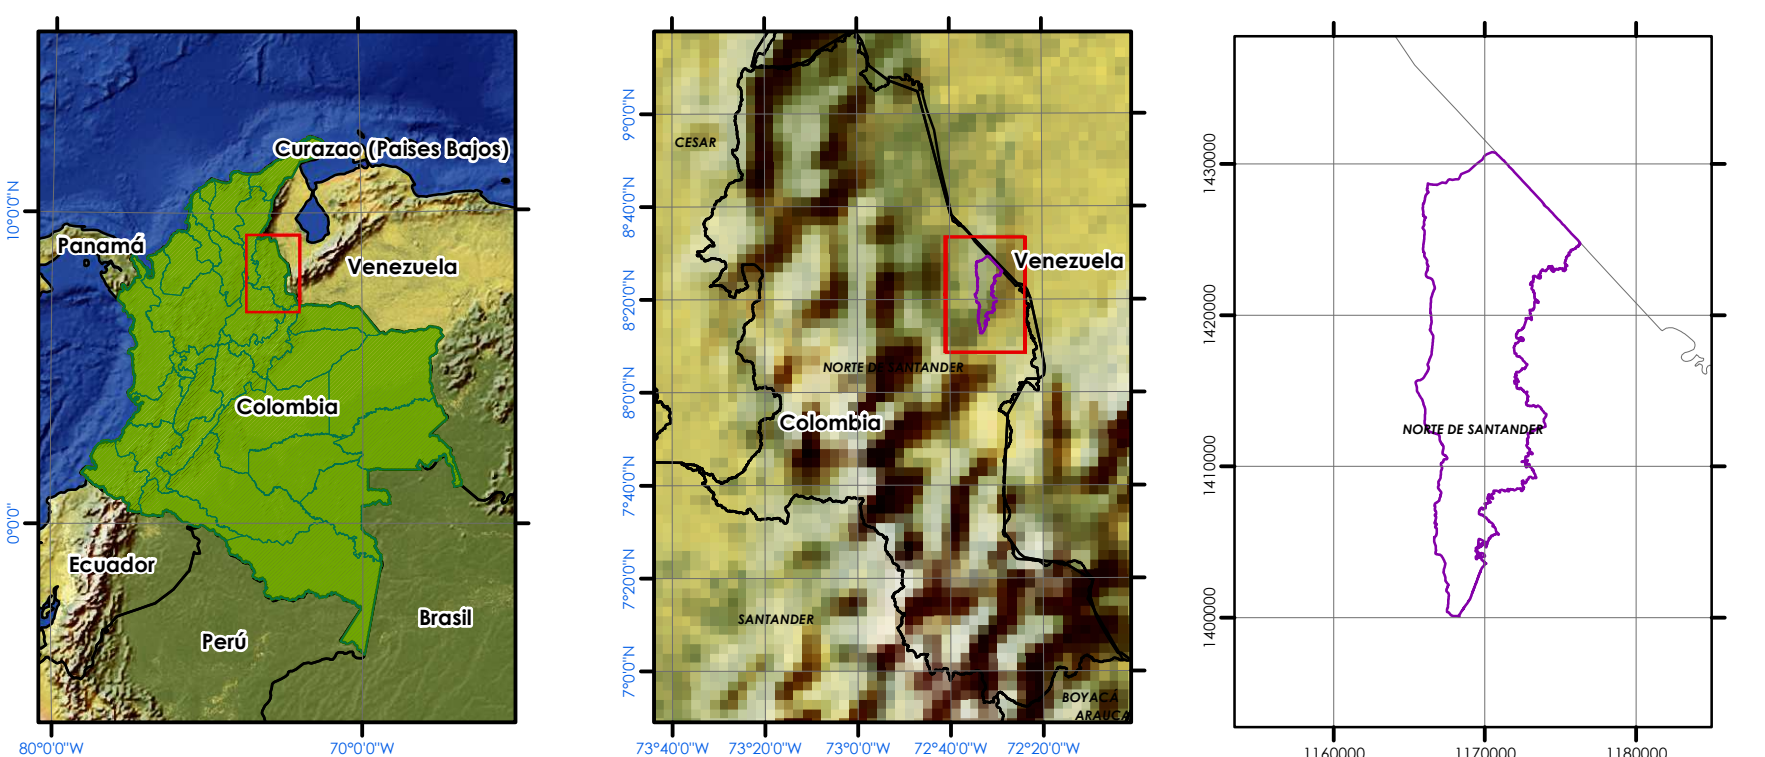 Curazao (Paises Bajos)
Panamá
Venezuela
Colombia
Ecuador
Perú
Brasil
10°0'0"N
0°0'0"
80°0'0"W
70°0'0"W
CESAR
Venezuela
NORTE DE SANTANDER
Colombia
SANTANDER
BOYACÁ
ARAUCA
9°0'0"N
8°40'0"N
8°20'0"N
8°0'0"N
7°40'0"N
7°20'0"N
7°0'0"N
73°40'0"W
73°20'0"W
73°0'0"W
72°40'0"W
72°20'0"W
NORTE DE SANTANDER
1430000
1420000
1410000
1400000
1160000
1170000
1180000